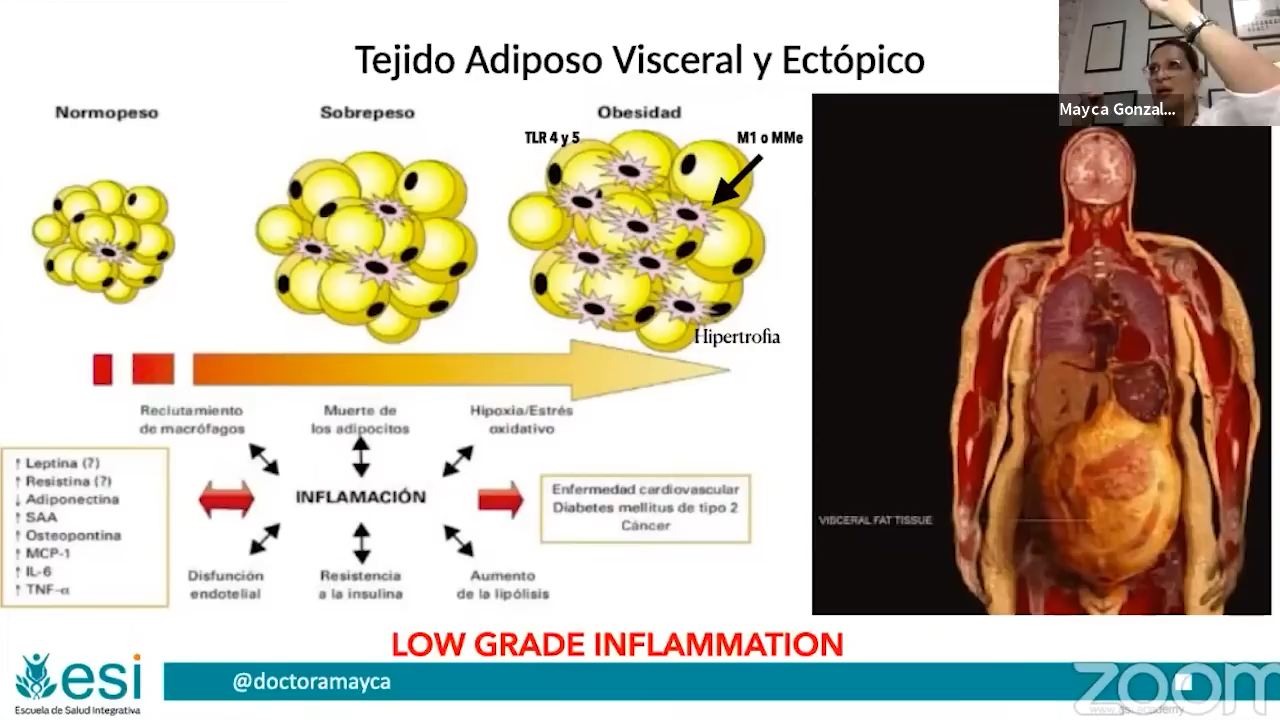 Tejido Adiposo Visceral y Ectópico
Mayca Gonzal...
Normopeso
Sobrepeso
Obesidad
TLR 4 y 5
M1 o MMe
Hipertrofia
Reclutamiento
de macrófagos
Muerte de
los adipocitos
Hipoxia/Estrés
oxidativo
↑ Leptina (?)
↑ Resistina (?)
↓ Adiponectina
↑ SAA
↑ Osteopontina
↑ MCP-1
↑ IL-6
↑ TNF-α
INFLAMACIÓN
Enfermedad cardiovascular
Diabetes mellitus de tipo 2
Cáncer
Disfunción
endotelial
Resistencia
a la insulina
Aumento
de la lipólisis
VISCERAL FAT TISSUE
LOW GRADE INFLAMMATION
esi
Escuela de Salud Integrativa
@doctoramayca
zoom